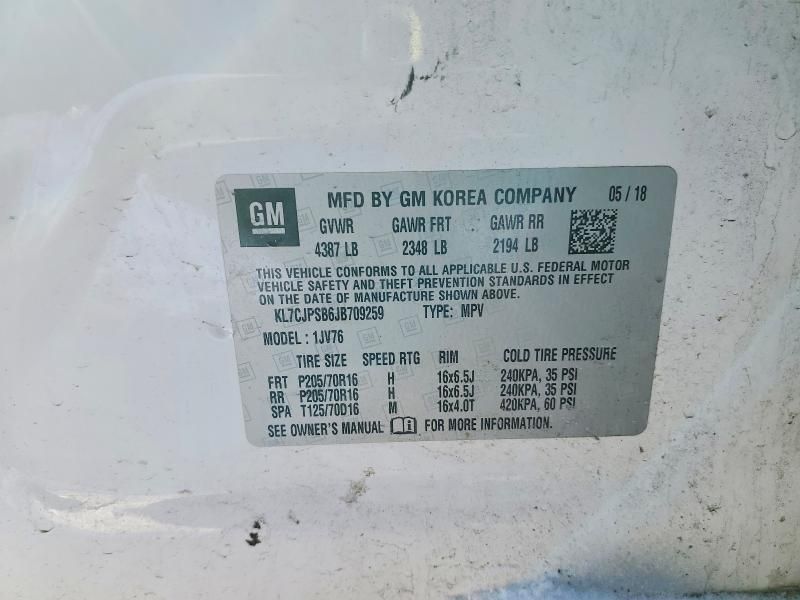 GM MFD BY GM KOREA COMPANY 05 / 18
GVWR GAWR FRT GAWR RR
4387 LB 2348 LB 2194 LB
THIS VEHICLE CONFORMS TO ALL APPLICABLE U.S. FEDERAL MOTOR
VEHICLE SAFETY AND THEFT PREVENTION STANDARDS IN EFFECT
ON THE DATE OF MANUFACTURE SHOWN ABOVE.
KL7CJPSB6JB709259 TYPE: MPV
MODEL : 1JV76
TIRE SIZE SPEED RTG RIM COLD TIRE PRESSURE
FRT P205/70R16 H 16x6.5J 240KPA, 35 PSI
RR P205/70R16 H 16x6.5J 240KPA, 35 PSI
SPA T125/70D16 M 16x4.0T 420KPA, 60 PSI
SEE OWNER'S MANUAL FOR MORE INFORMATION.